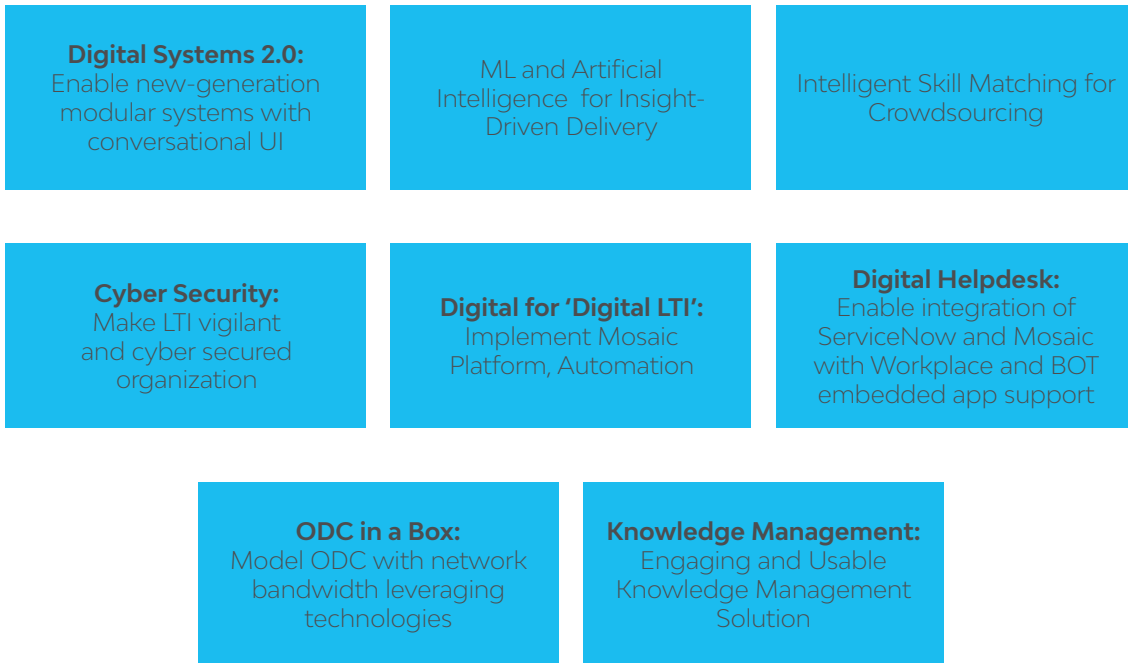 Digital Systems 2.0:
Enable new-generation
modular systems with
conversational UI
ML and Artificial
Intelligence for Insight-
Driven Delivery
Intelligent Skill Matching for
Crowdsourcing
Cyber Security:
Make LTI vigilant
and cyber secured
organization
Digital for ‘Digital LTI’:
Implement Mosaic
Platform, Automation
Digital Helpdesk:
Enable integration of
ServiceNow and Mosaic
with Workplace and BOT
embedded app support
ODC in a Box:
Model ODC with network
bandwidth leveraging
technologies
Knowledge Management:
Engaging and Usable
Knowledge Management
Solution